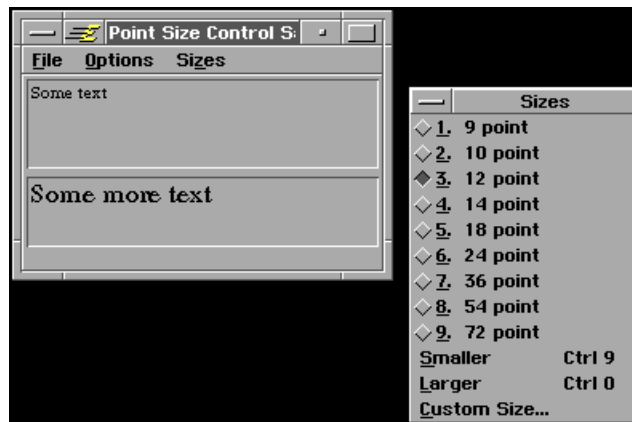 Point Size Control Sa
File Options Sizes
Some text
Some more text
Sizes
1. 9 point
2. 10 point
3. 12 point
4. 14 point
5. 18 point
6. 24 point
7. 36 point
8. 54 point
9. 72 point
Smaller Ctrl 9
Larger Ctrl 0
Custom Size...